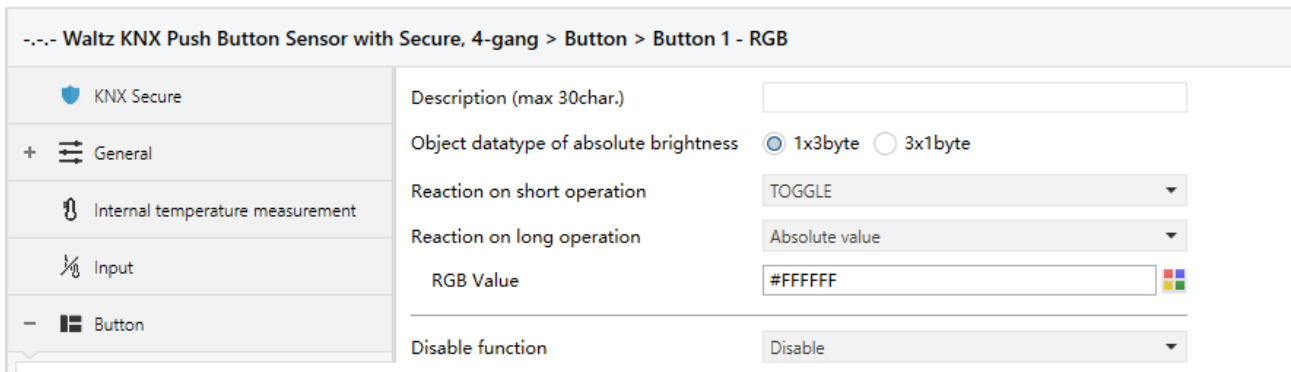 -.-.- Waltz KNX Push Button Sensor with Secure, 4-gang > Button > Button 1 - RGB
KNX Secure
+ General
Internal temperature measurement
Input
– Button
Description (max 30char.)
Object datatype of absolute brightness 1x3byte 3x1byte
Reaction on short operation TOGGLE
Reaction on long operation Absolute value
RGB Value #FFFFFF
Disable function Disable